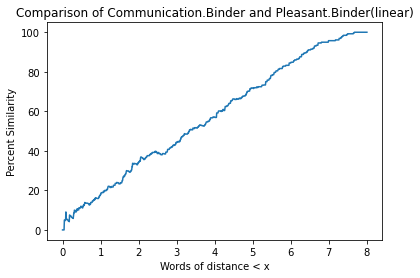 Comparison of Communication.Binder and Pleasant.Binder(linear)
100
80
60
40
20
0
Percent Similarity
0 1 2 3 4 5 6 7 8
Words of distance < x